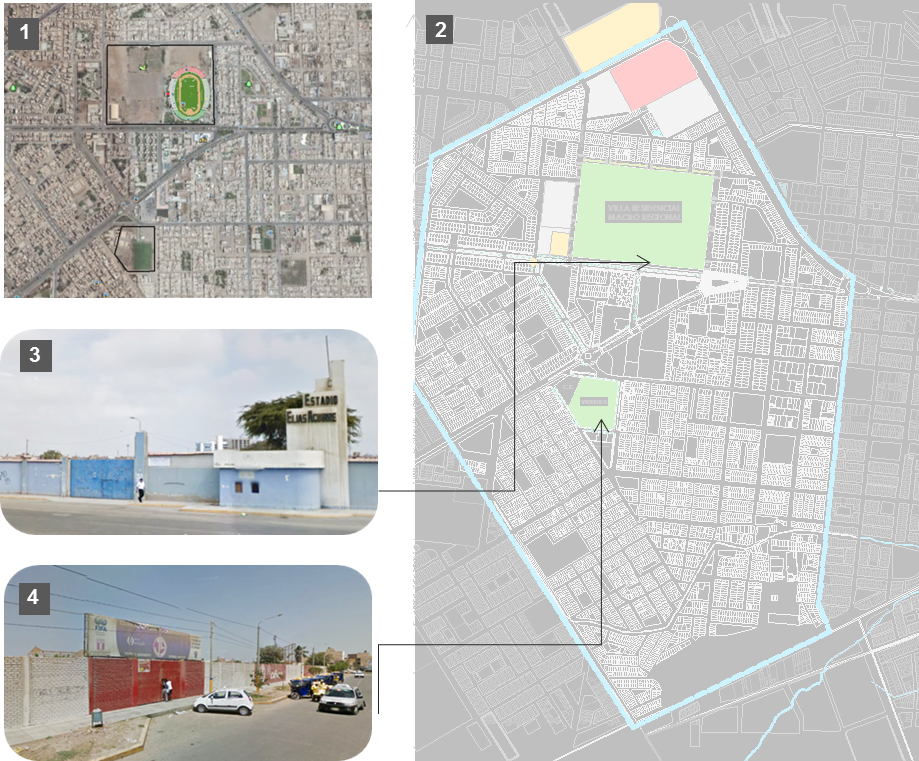 1
2
VILLA RESIDENCIAL
MACRO REGIONAL
3
ESTADIO
ELIAS AGUIRRE
4